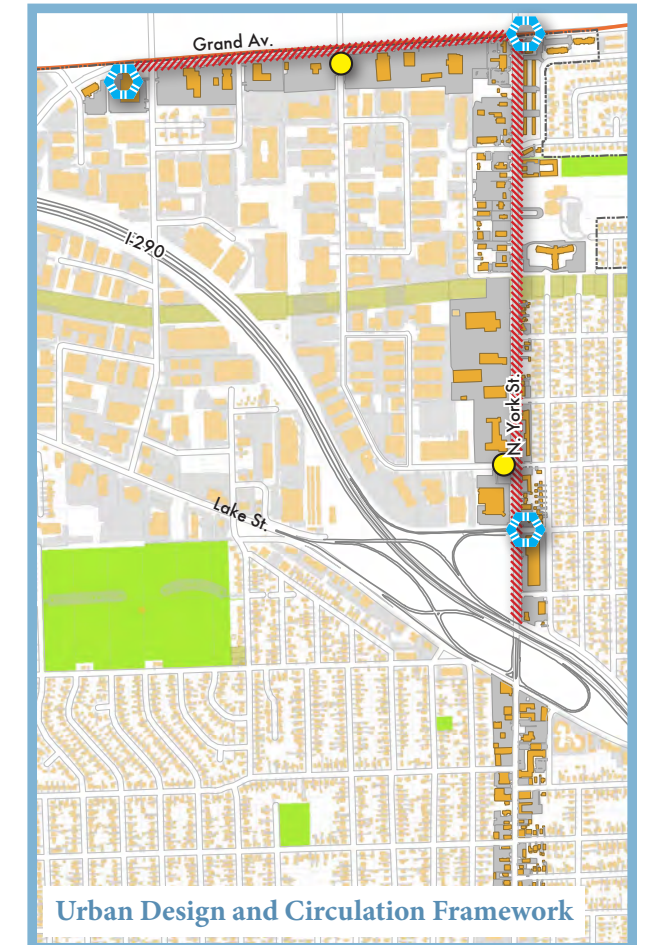 Grand Av.
I-290
N. York St.
Lake St.
Urban Design and Circulation Framework